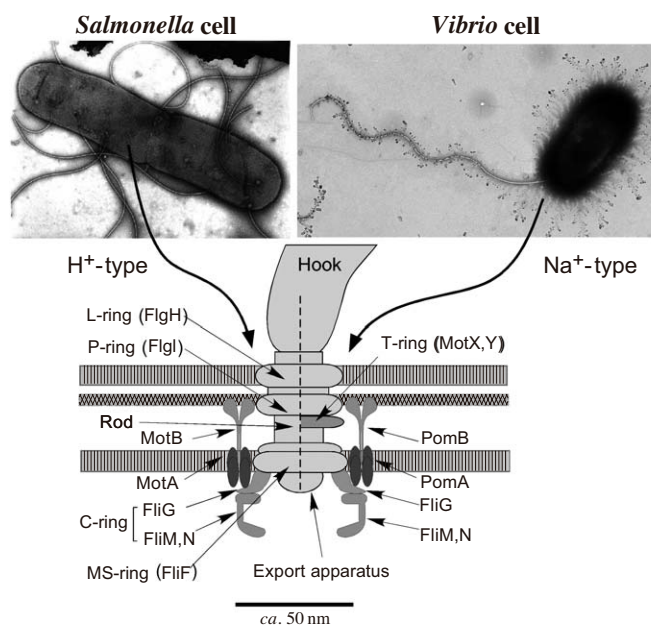 Salmonella cell
Vibrio cell
H+-type
Na+-type
Hook
L-ring (FlgH)
P-ring (FlgI)
T-ring (MotX,Y)
Rod
MotB
PomB
MotA
PomA
C-ring
FliG
FliG
FliM,N
FliM,N
MS-ring (FliF)
Export apparatus
ca. 50 nm